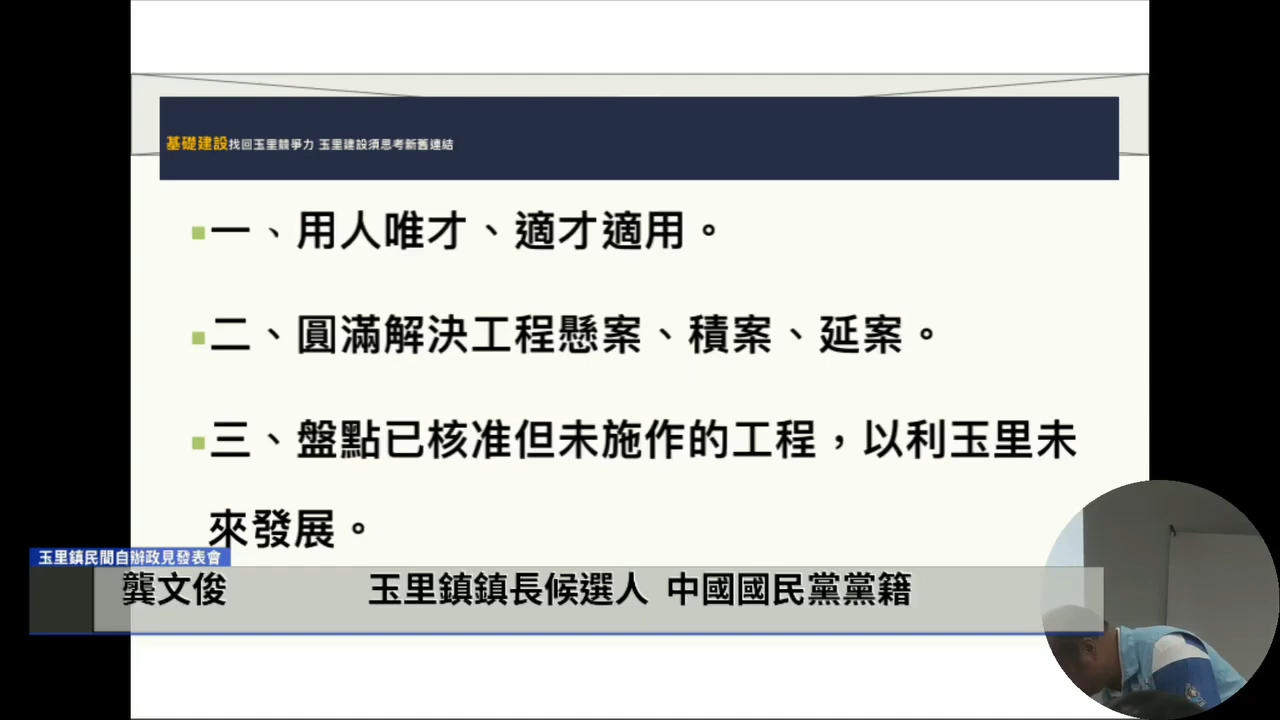 基礎建設找回玉里競爭力 玉里建設須思考新舊連結
一、用人唯才、適才適用。
二、圓滿解決工程懸案、積案、延案。
三、盤點已核准但未施作的工程，以利玉里未
來發展。
玉里鎮民間自辦政見發表會
龔文俊 玉里鎮鎮長候選人 中國國民黨黨籍